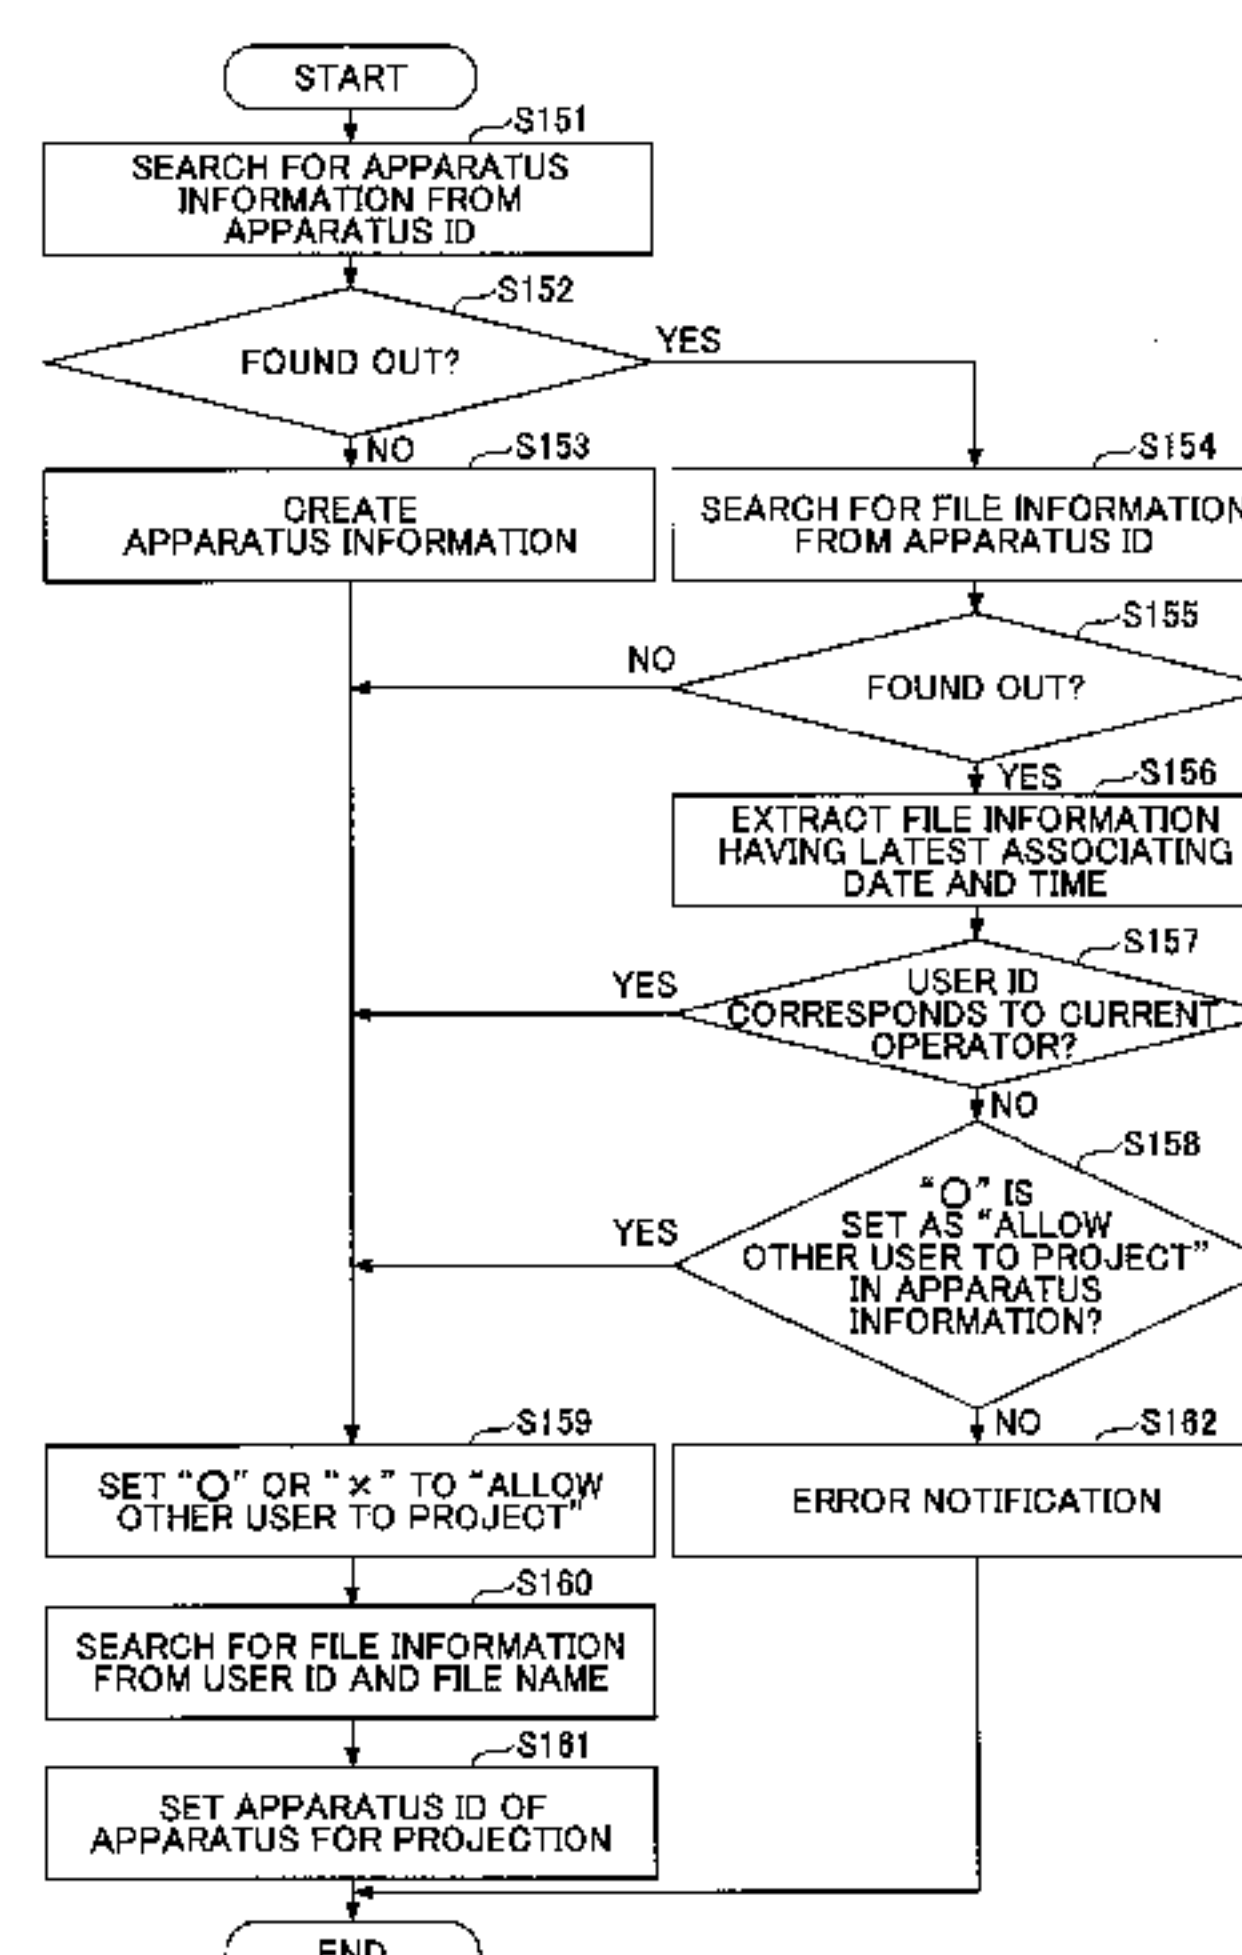 START
S151
SEARCH FOR APPARATUS
INFORMATION FROM
APPARATUS ID
S152
FOUND OUT?
YES
NO
S153
CREATE
APPARATUS INFORMATION
S154
SEARCH FOR FILE INFORMATION
FROM APPARATUS ID
S155
FOUND OUT?
NO
YES
S156
EXTRACT FILE INFORMATION
HAVING LATEST ASSOCIATING
DATE AND TIME
S157
USER ID
CORRESPONDS TO CURRENT
OPERATOR?
YES
NO
S158
“○” IS
SET AS “ALLOW
OTHER USER TO PROJECT”
IN APPARATUS
INFORMATION?
YES
NO
S159
SET “○” OR “×” TO “ALLOW
OTHER USER TO PROJECT”
S162
ERROR NOTIFICATION
S160
SEARCH FOR FILE INFORMATION
FROM USER ID AND FILE NAME
S161
SET APPARATUS ID OF
APPARATUS FOR PROJECTION
END